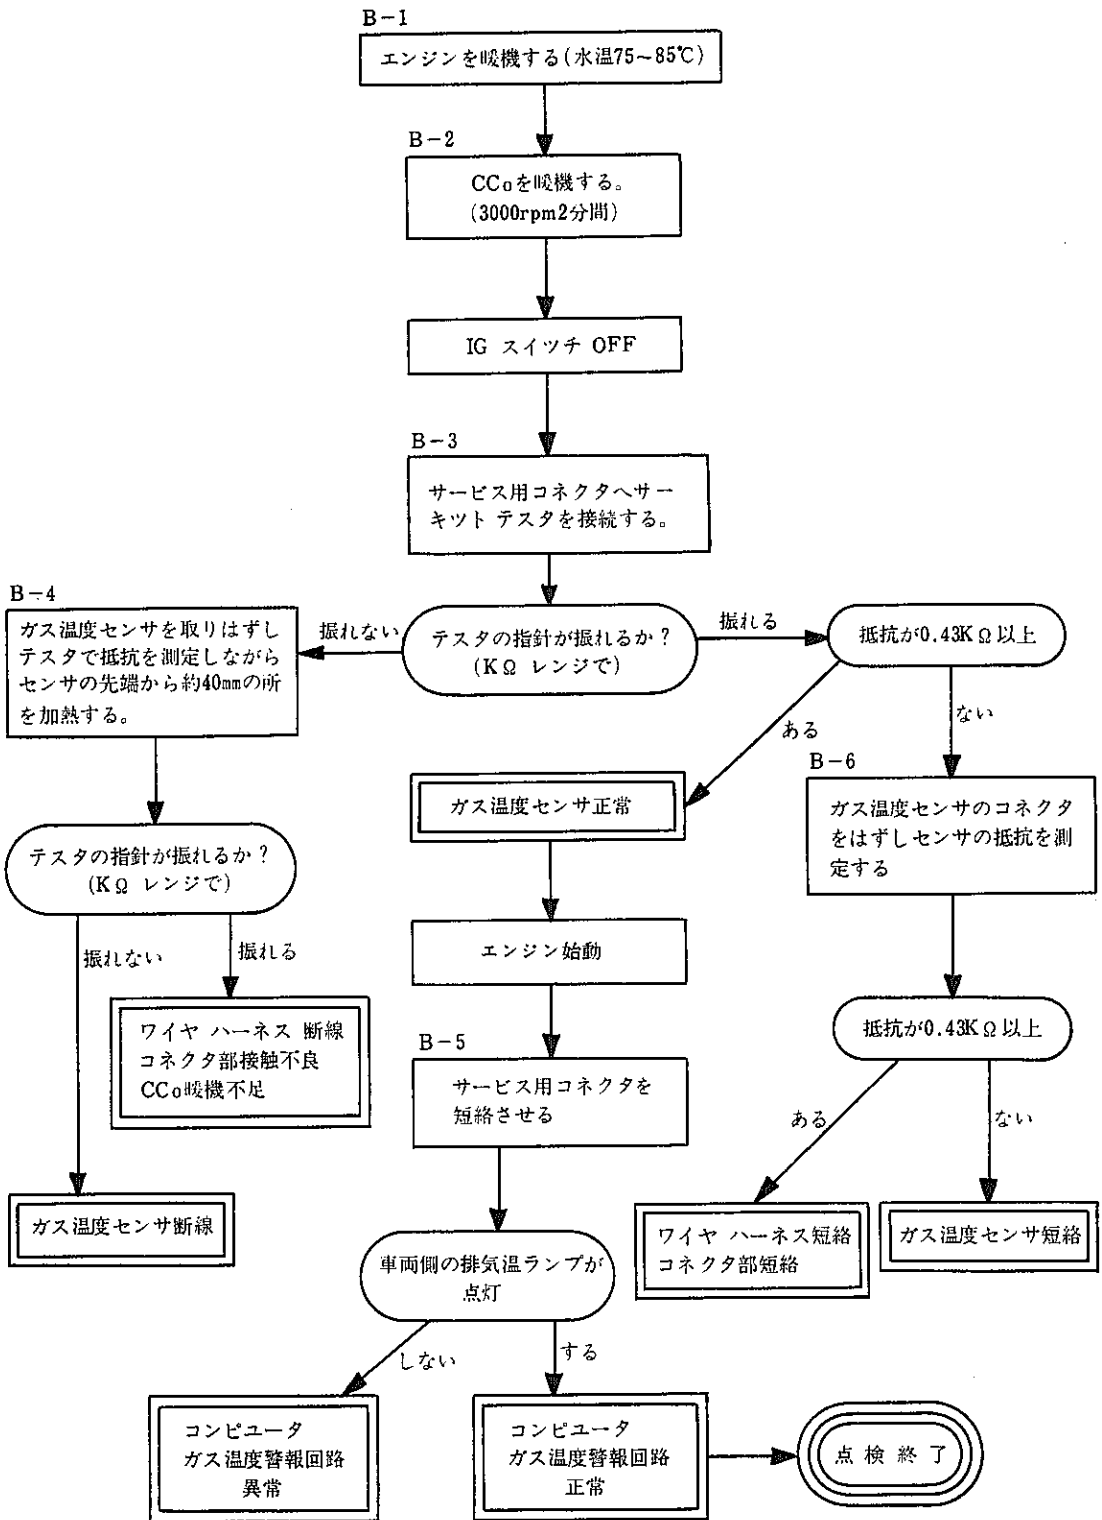 B-1
エンジンを暖機する(水温75~85℃)
B-2
CCoを暖機する。
(3000rpm2分間)
IG スイッチ OFF
B-3
サービス用コネクタへサー
キット テスタを接続する。
テスタの指針が振れるか?
(KΩ レンジで)
振れない
振れる
B-4
ガス温度センサを取りはずし
テスタで抵抗を測定しながら
センサの先端から約40mmの所
を加熱する。
抵抗が0.43KΩ以上
ある
ない
ガス温度センサ正常
B-6
ガス温度センサのコネクタ
をはずしセンサの抵抗を測
定する
テスタの指針が振れるか?
(KΩ レンジで)
振れない
振れる
エンジン始動
ワイヤ ハーネス 断線
コネクタ部接触不良
CCo暖機不足
抵抗が0.43KΩ以上
B-5
サービス用コネクタを
短絡させる
ある
ない
ガス温度センサ断線
ワイヤ ハーネス短絡
コネクタ部短絡
ガス温度センサ短絡
車両側の排気温ランプが
点灯
しない
する
コンピュータ
ガス温度警報回路
異常
コンピュータ
ガス温度警報回路
正常
点検終了